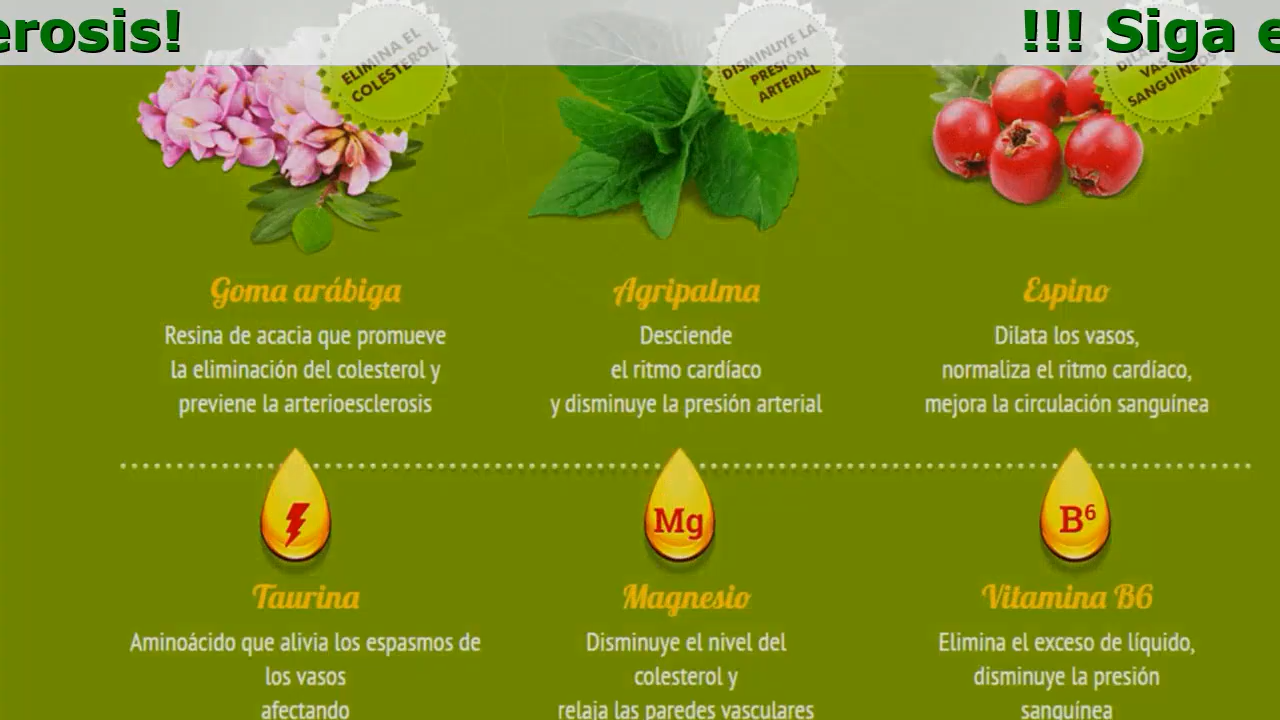 erosis!
!!! Siga e
ELIMINA EL
COLESTEROL
DISMINUYE LA
PRESIÓN
ARTERIAL
VASOS
SANGUÍNEOS
Goma arábiga
Agripalma
Espino
Resina de acacia que promueve
la eliminación del colesterol y
previene la arterioesclerosis
Desciende
el ritmo cardíaco
y disminuye la presión arterial
Dilata los vasos,
normaliza el ritmo cardíaco,
mejora la circulación sanguínea
Mg
B6
Taurina
Magnesio
Vitamina B6
Aminoácido que alivia los espasmos de
los vasos
afectando
Disminuye el nivel del
colesterol y
relaja las paredes vasculares
Elimina el exceso de líquido,
disminuye la presión
sanguínea